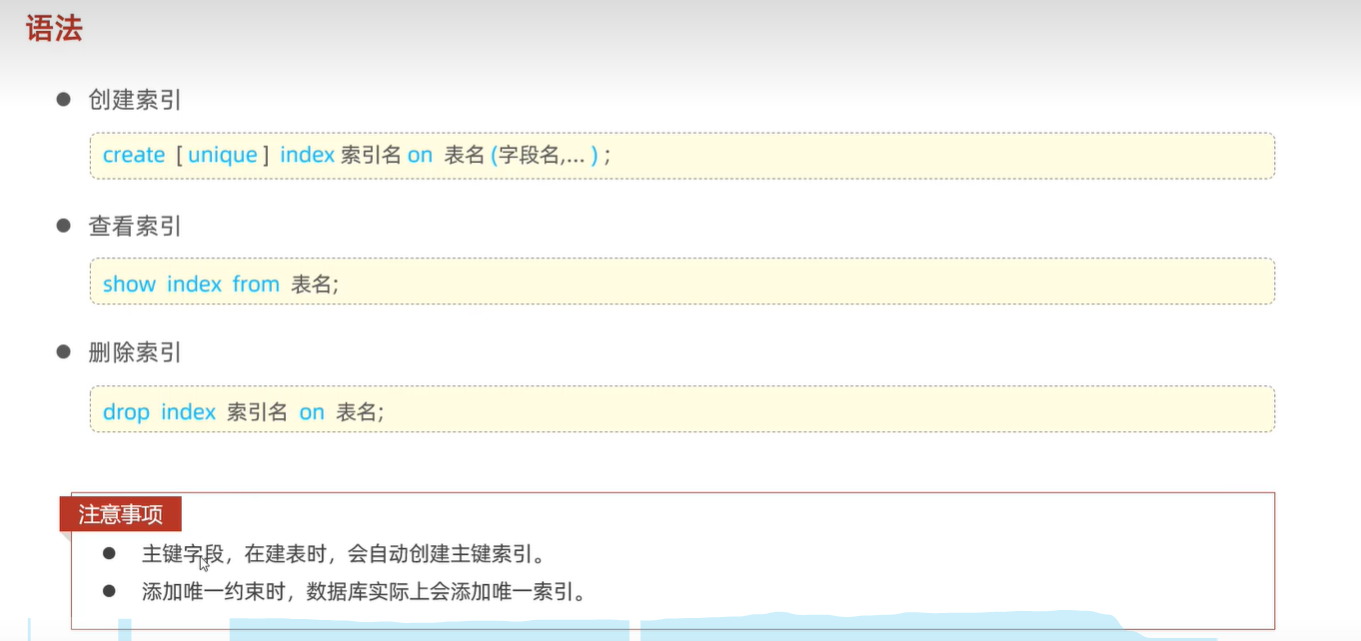 语法
● 创建索引
create [ unique ] index 索引名 on 表名 (字段名,... ) ;
● 查看索引
show index from 表名;
● 删除索引
drop index 索引名 on 表名;
注意事项
● 主键字段，在建表时，会自动创建主键索引。
● 添加唯一约束时，数据库实际上会添加唯一索引。